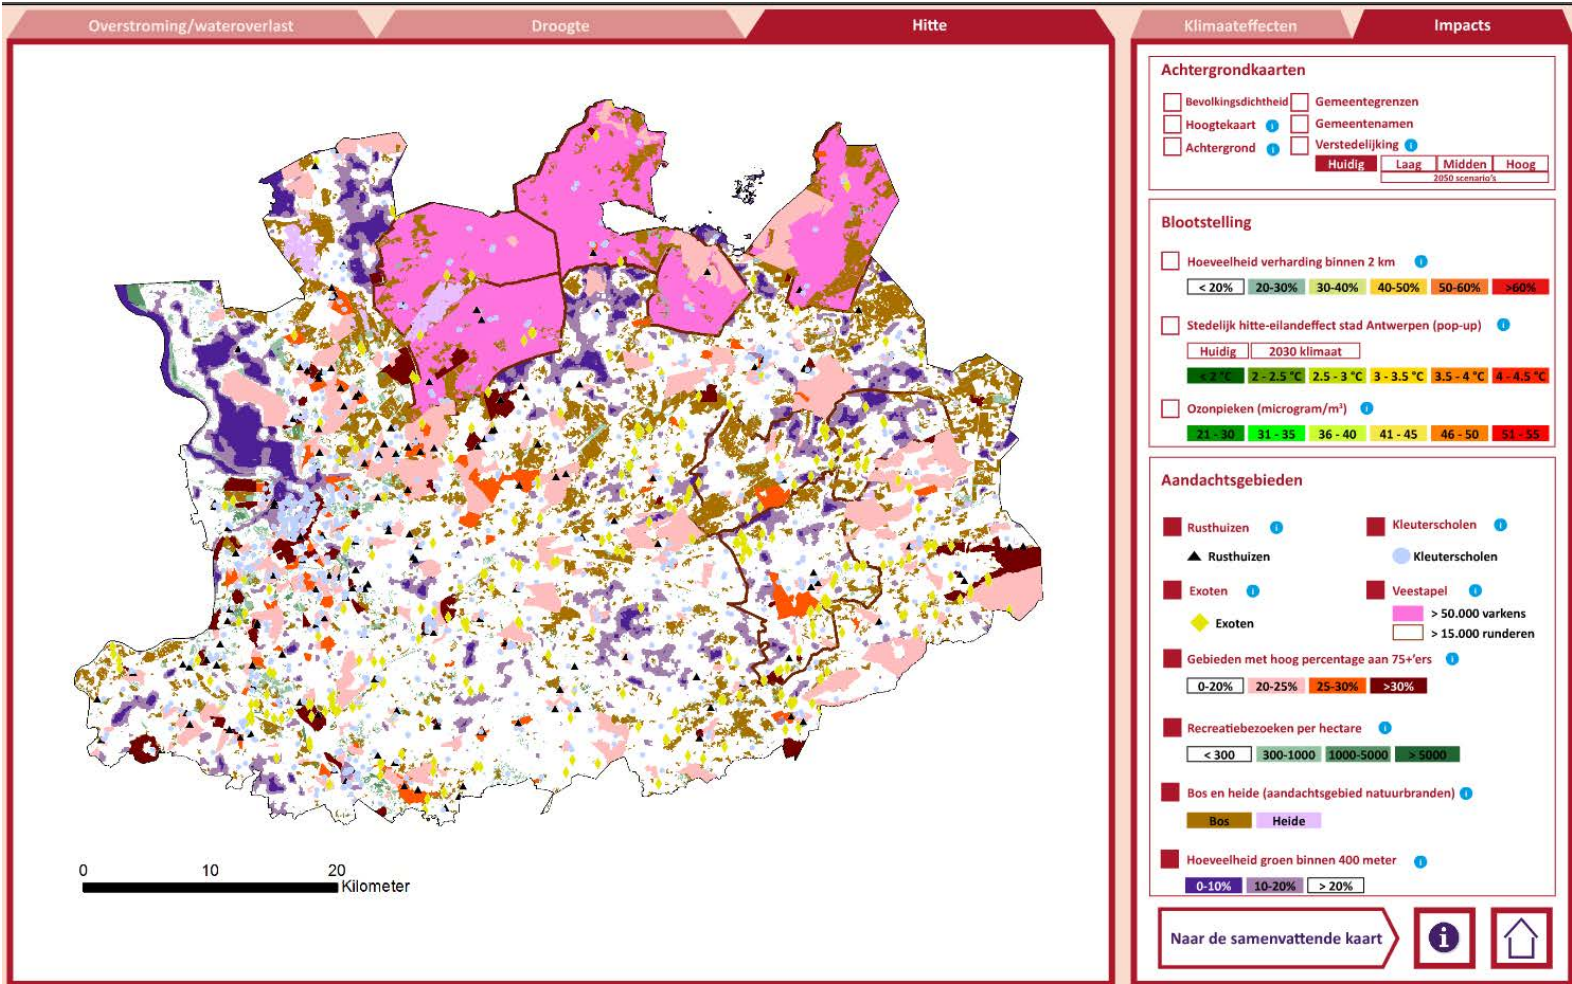 Overstroming/wateroverlast
Droogte
Hitte
Klimaateffecten
Impacts
Achtergrondkaarten
Bevolkingsdichtheid
Gemeentegrenzen
Hoogtekaart i
Gemeentenamen
Achtergrond i
Verstedelijking i
Huidig
Laag
Midden
Hoog
2050 scenario's
Blootstelling
Hoeveelheid verharding binnen 2 km i
< 20%
20-30%
30-40%
40-50%
50-60%
>60%
Stedelijk hitte-eilandeffect stad Antwerpen (pop-up) i
Huidig
2030 klimaat
< 2 °C
2 - 2.5 °C
2.5 - 3 °C
3 - 3.5 °C
3.5 - 4 °C
4 - 4.5 °C
Ozonpieken (microgram/m³) i
21 - 30
31 - 35
36 - 40
41 - 45
46 - 50
51 - 55
Aandachtsgebieden
Rusthuizen i
Kleuterscholen i
Rusthuizen
Kleuterscholen
Exoten i
Veestapel i
Exoten
> 50.000 varkens
> 15.000 runderen
Gebieden met hoog percentage aan 75+'ers i
0-20%
20-25%
25-30%
>30%
Recreatiebezoeken per hectare i
< 300
300-1000
1000-5000
> 5000
Bos en heide (aandachtsgebied natuurbranden) i
Bos
Heide
Hoeveelheid groen binnen 400 meter i
0-10%
10-20%
> 20%
0
10
20
Kilometer
Naar de samenvattende kaart
i